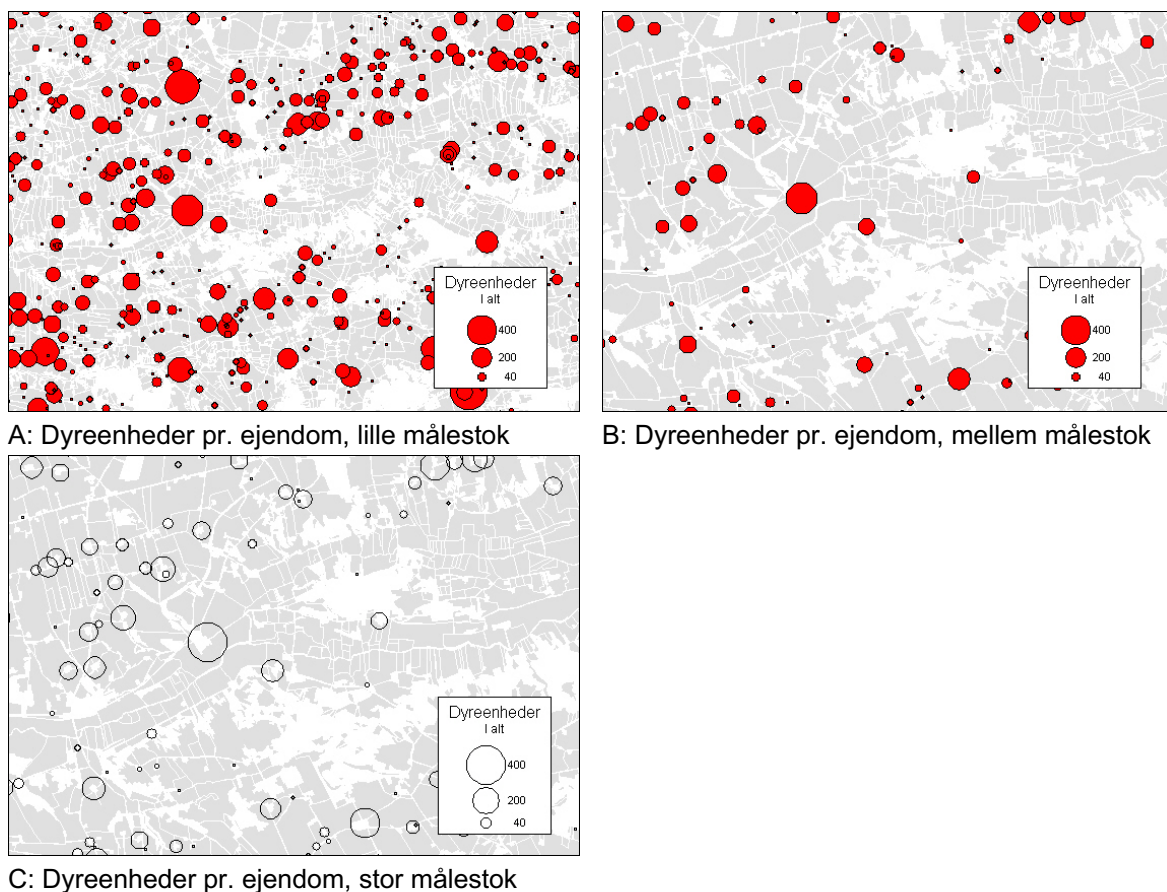 Dyreenheder
I alt
400
200
40
Dyreenheder
I alt
400
200
40
A: Dyreenheder pr. ejendom, lille målestok
B: Dyreenheder pr. ejendom, mellem målestok
Dyreenheder
I alt
400
200
40
C: Dyreenheder pr. ejendom, stor målestok